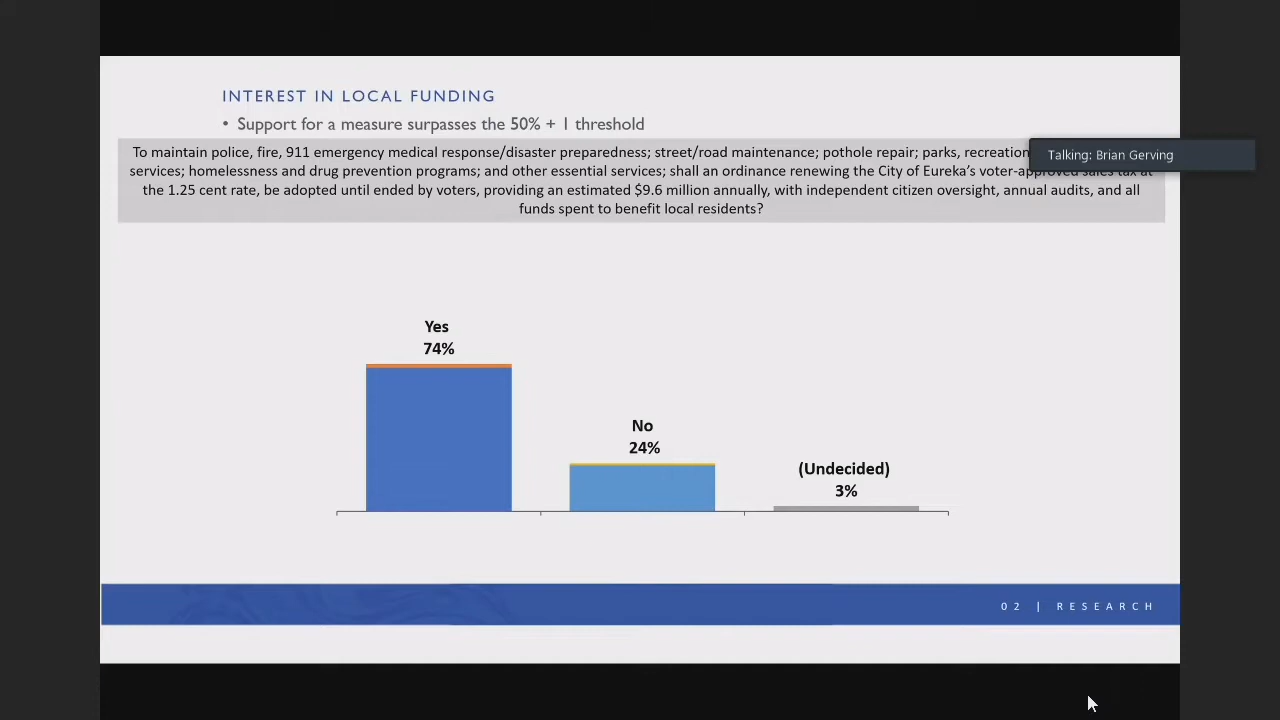 INTEREST IN LOCAL FUNDING
• Support for a measure surpasses the 50% + 1 threshold
To maintain police, fire, 911 emergency medical response/disaster preparedness; street/road maintenance; pothole repair; parks, recreation
Talking: Brian Gerving
services; homelessness and drug prevention programs; and other essential services; shall an ordinance renewing the City of Eureka's voter-approved sales tax at
the 1.25 cent rate, be adopted until ended by voters, providing an estimated $9.6 million annually, with independent citizen oversight, annual audits, and all
funds spent to benefit local residents?
Yes
74%
No
24%
(Undecided)
3%
02 | RESEARCH